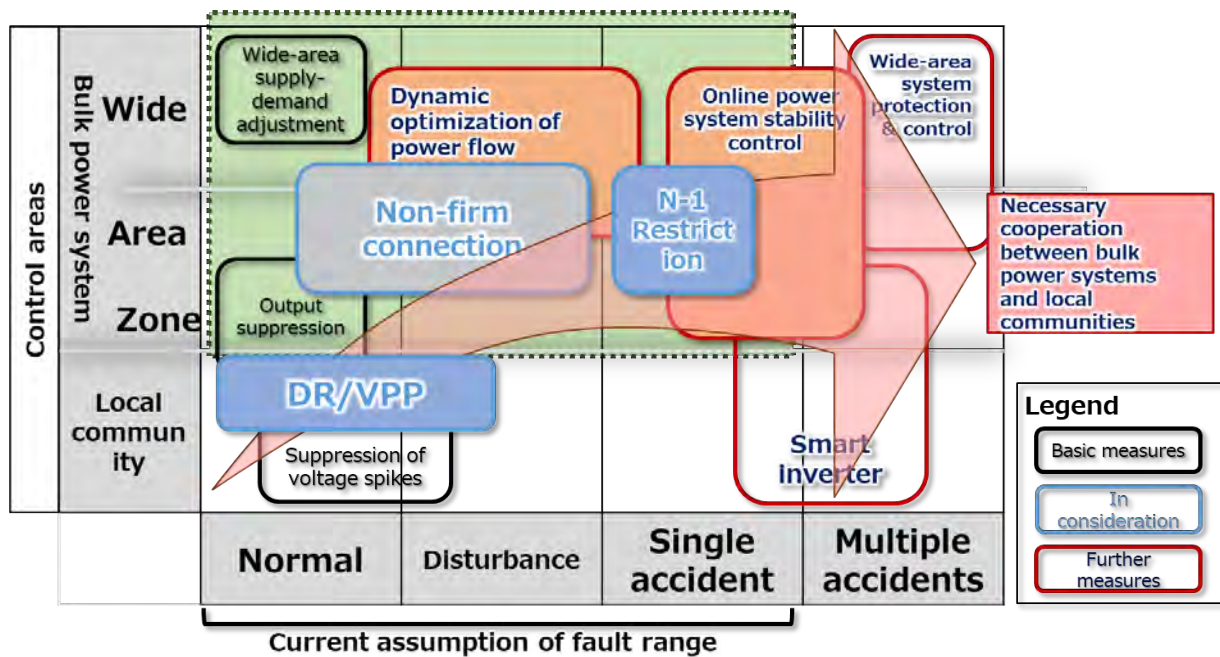 Control areas
Bulk power system
Wide
Area
Zone
Local
commun
ity
Wide-area
supply-
demand
adjustment
Dynamic
optimization of
power flow
Online power
system stability
control
Wide-area
system
protection
& control
Non-firm
connection
N-1
Restrict
ion
Necessary
cooperation
between bulk
power systems
and local
communities
Output
suppression
DR/VPP
Suppression of
voltage spikes
Smart
inverter
Legend
Basic measures
In
consideration
Further
measures
Normal
Disturbance
Single
accident
Multiple
accidents
Current assumption of fault range